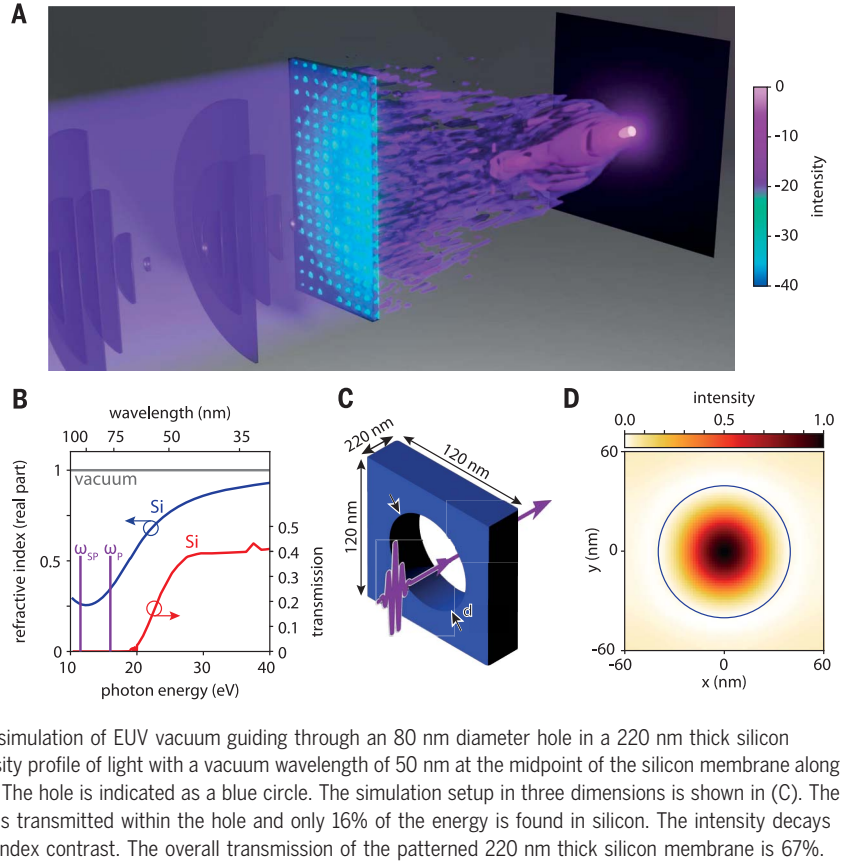 A
0
-10
-20
-30
-40
intensity
B
wavelength (nm)
100 75 50 35
1
vacuum
Si
Si
ω_SP ω_P
0.5
0
refractive index (real part)
0.5
0.4
0.3
0.2
0.1
0
transmission
10 20 30 40
photon energy (eV)
C
220 nm
120 nm
120 nm
d
D
intensity
0.0 0.5 1.0
60
0
-60
y (nm)
-60 0 60
x (nm)
simulation of EUV vacuum guiding through an 80 nm diameter hole in a 220 nm thick silicon
sity profile of light with a vacuum wavelength of 50 nm at the midpoint of the silicon membrane along
The hole is indicated as a blue circle. The simulation setup in three dimensions is shown in (C). The
s transmitted within the hole and only 16% of the energy is found in silicon. The intensity decays
ndex contrast. The overall transmission of the patterned 220 nm thick silicon membrane is 67%.